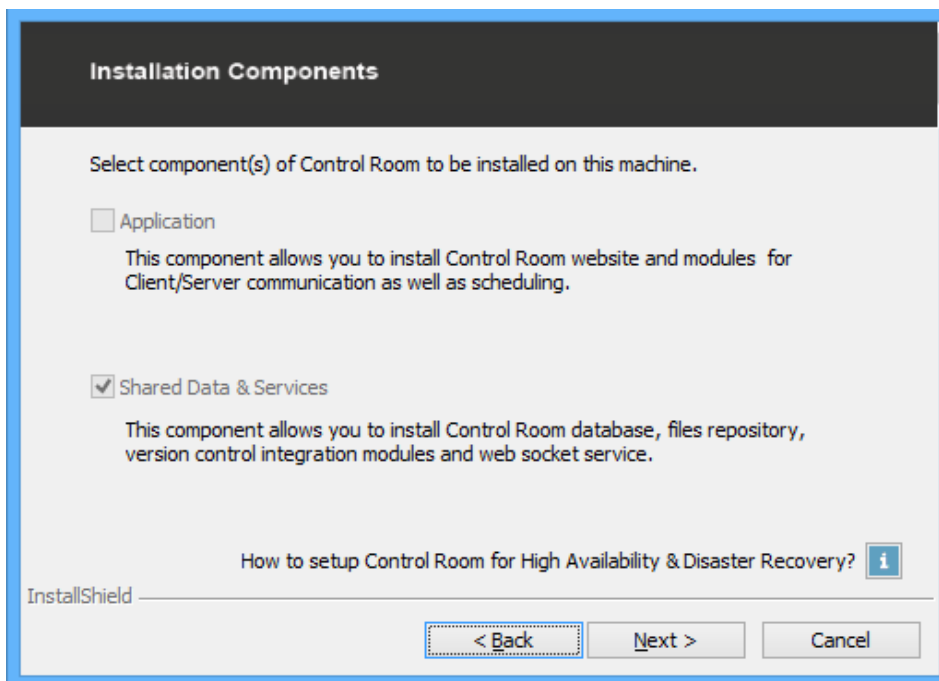 Installation Components
Select component(s) of Control Room to be installed on this machine.
Application
This component allows you to install Control Room website and modules for
Client/Server communication as well as scheduling.
Shared Data & Services
This component allows you to install Control Room database, files repository,
version control integration modules and web socket service.
How to setup Control Room for High Availability & Disaster Recovery? i
InstallShield
< Back Next > Cancel